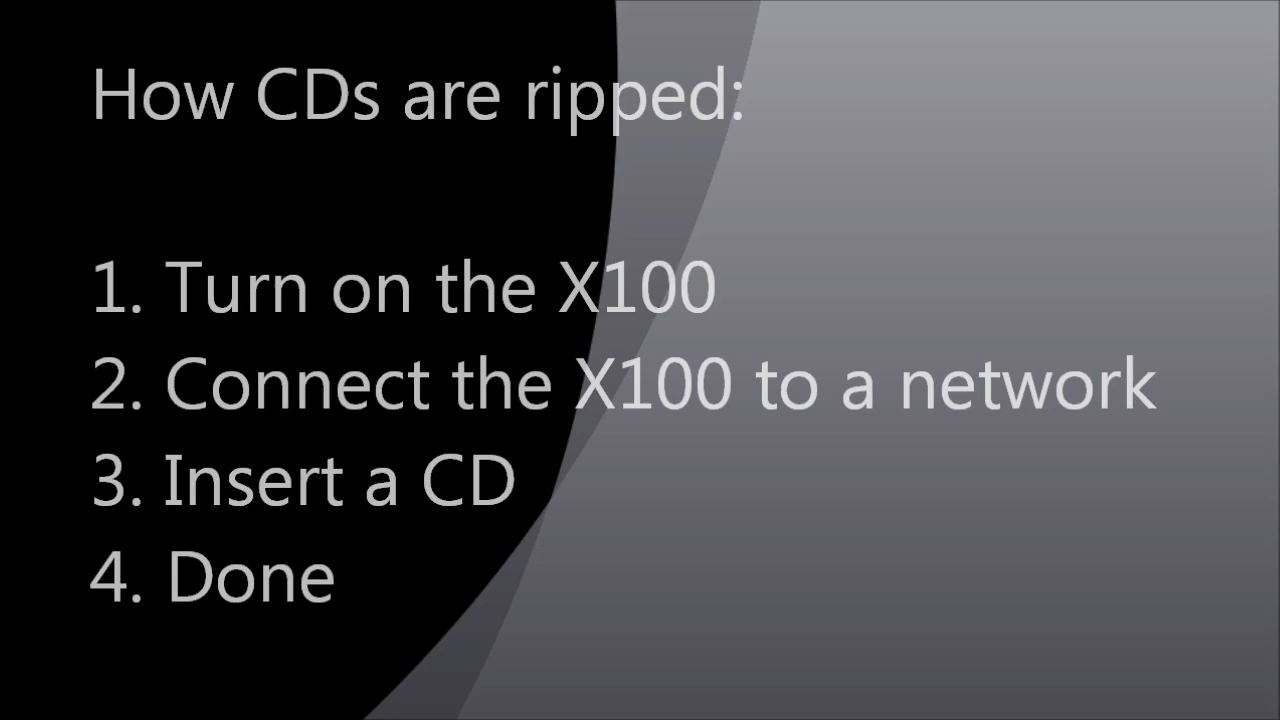 How CDs are ripped:
1. Turn on the X100
2. Connect the X100 to a network
3. Insert a CD
4. Done